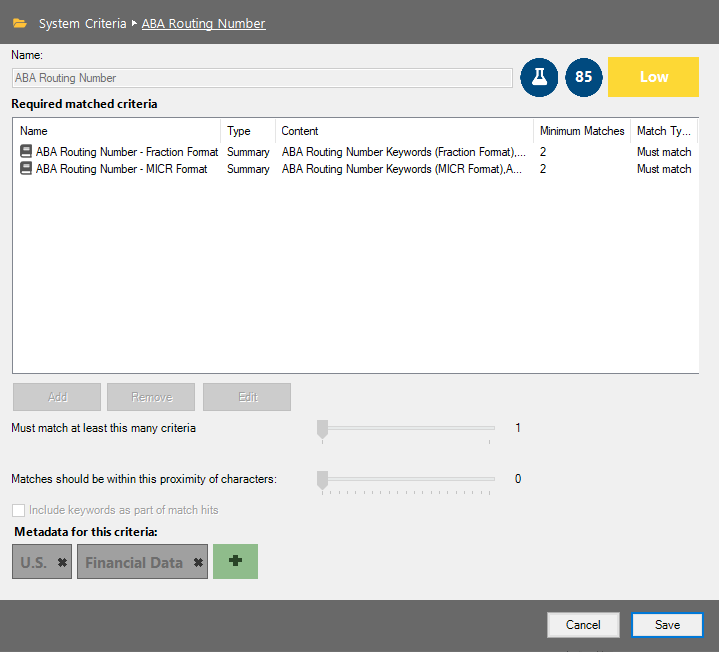 System Criteria ▸ ABA Routing Number
Name:
ABA Routing Number
85
Low
Required matched criteria
Name Type Content Minimum Matches Match Ty...
ABA Routing Number - Fraction Format Summary ABA Routing Number Keywords (Fraction Format),... 2 Must match
ABA Routing Number - MICR Format Summary ABA Routing Number Keywords (MICR Format),A... 2 Must match
Add Remove Edit
Must match at least this many criteria 1
Matches should be within this proximity of characters: 0
Include keywords as part of match hits
Metadata for this criteria:
U.S. ✖ Financial Data ✖ +
Cancel Save